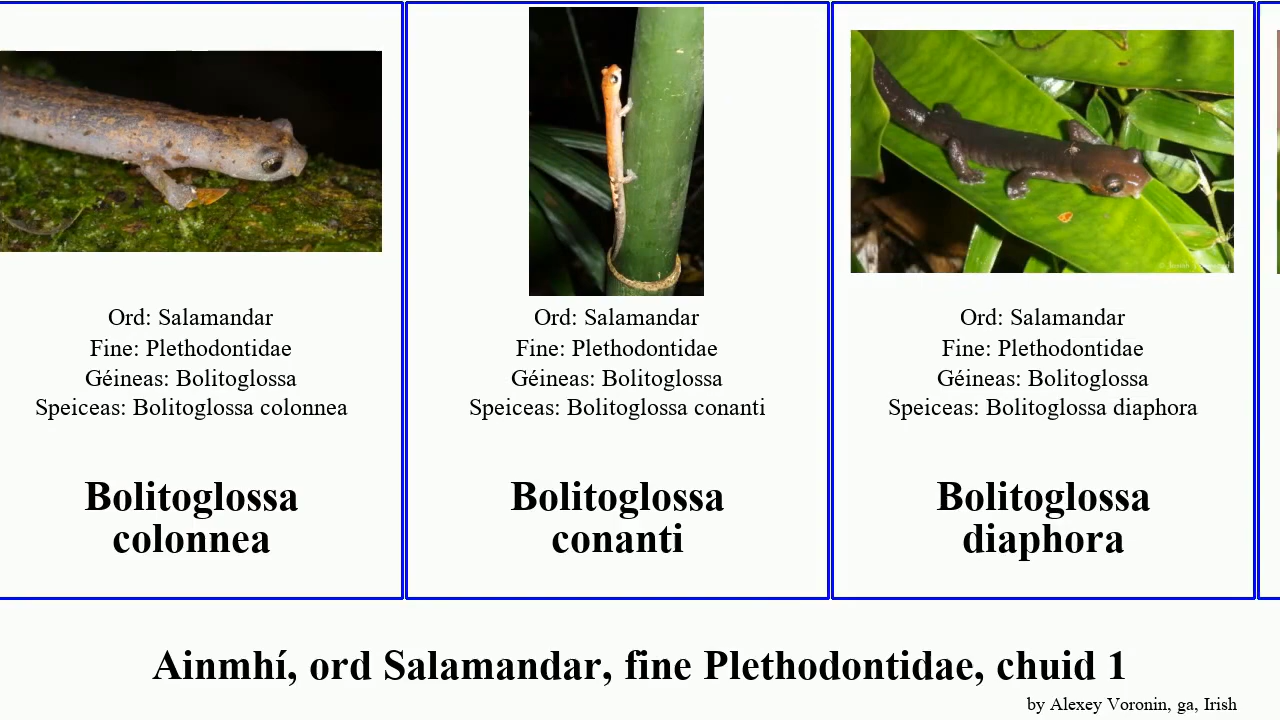 Ord: Salamandar
Fine: Plethodontidae
Géineas: Bolitoglossa
Speiceas: Bolitoglossa colonnea
Bolitoglossa
colonnea
Ord: Salamandar
Fine: Plethodontidae
Géineas: Bolitoglossa
Speiceas: Bolitoglossa conanti
Bolitoglossa
conanti
Ord: Salamandar
Fine: Plethodontidae
Géineas: Bolitoglossa
Speiceas: Bolitoglossa diaphora
Bolitoglossa
diaphora
Ainmhí, ord Salamandar, fine Plethodontidae, chuid 1
by Alexey Voronin, ga, Irish